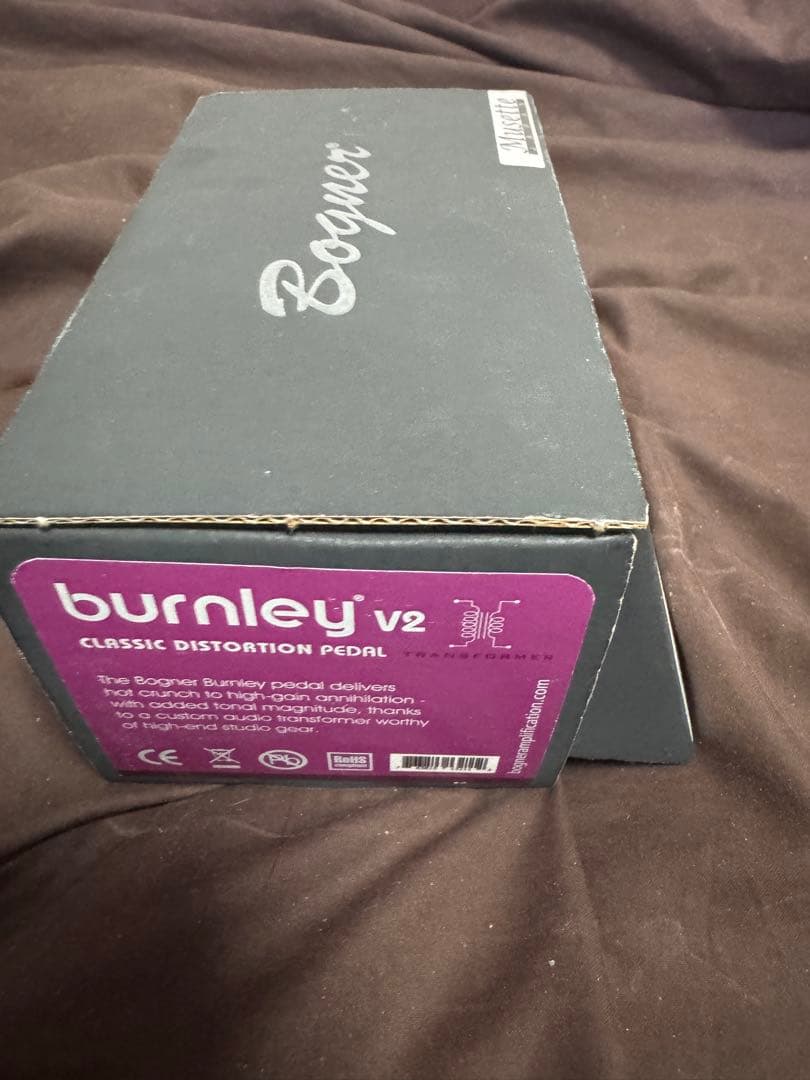 Musette
Bogner
burnley® V2
CLASSIC DISTORTION PEDAL
TRANSFORMER
The Bogner Burnley pedal delivers
hot crunch to high-gain annihilation -
with added tonal magnitude, thanks
to a custom audio transformer worthy
of high-end studio gear.
CE
Pb
RoHS
compliant
bogneramplification.com